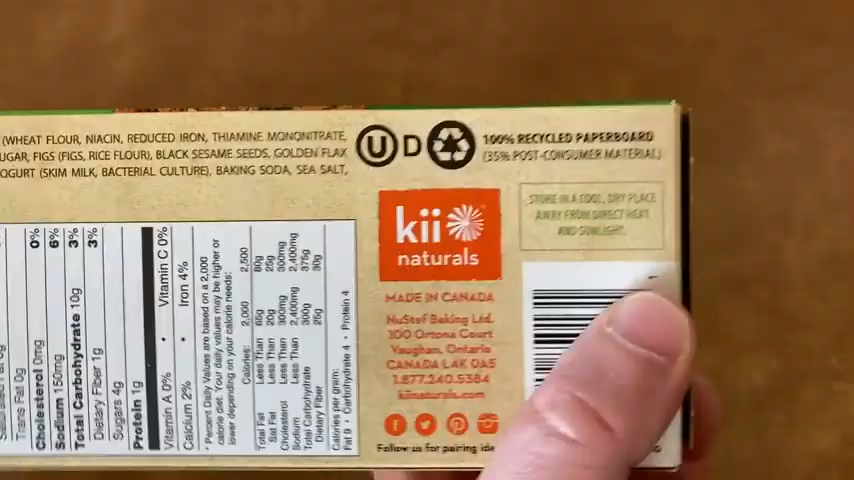 (WHEAT FLOUR, NIACIN, REDUCED IRON, THIAMINE MONONITRATE,
UGAR, FIGS (FIGS, RICE FLOUR), BLACK SESAME SEEDS, GOLDEN FLAX
OGURT (SKIM MILK, BACTERIAL CULTURE), BAKING SODA, SEA SALT,
U D
100% RECYCLED PAPERBOARD
(35% POST-CONSUMER MATERIAL)
STORE IN A COOL, DRY PLACE
AWAY FROM DIRECT HEAT
AND SUNLIGHT.
kii
naturals
MADE IN CANADA
NuStef Baking Ltd.
100 Ortona Court
Vaughan, Ontario
CANADA L4K 0A5
1.877.240.5384
kiinaturals.com
Follow us for pairing ide
Trans Fat 0g
Cholesterol 0mg 0%
Sodium 150mg 6%
Total Carbohydrate 10g 3%
Dietary Fiber 1g 3%
Sugars 4g
Protein 1g
Vitamin A 0% • Vitamin C 0%
Calcium 2% • Iron 4%
* Percent Daily Values are based on a 2,000
calorie diet. Your daily values may be higher or
lower depending on your calorie needs:
Calories: 2,000 2,500
Total Fat Less Than 65g 80g
Sat Fat Less Than 20g 25g
Cholesterol Less Than 300mg 300mg
Sodium Less Than 2,400mg 2,400mg
Total Carbohydrate 300g 375g
Dietary Fiber 25g 30g
Calories per gram:
Fat 9 • Carbohydrate 4 • Protein 4